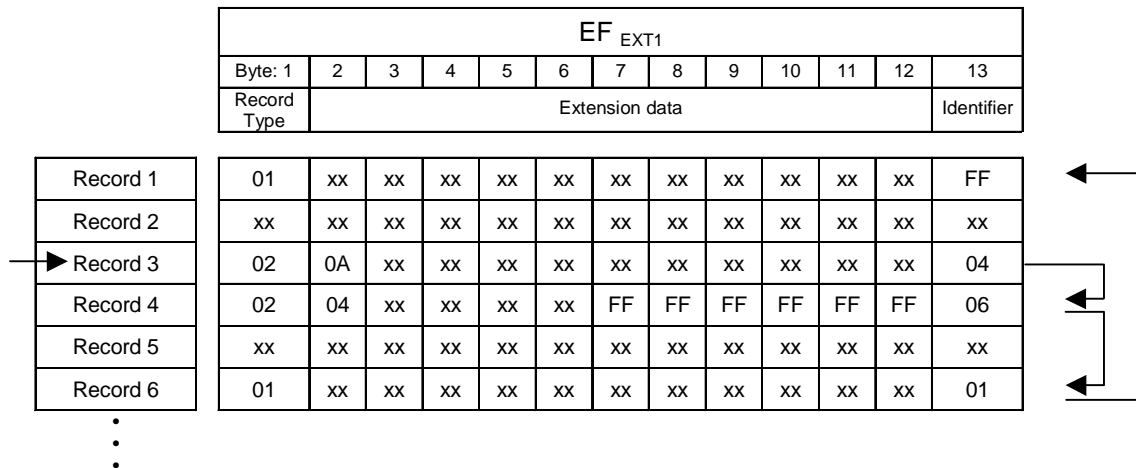 EF EXT1
Byte: 1 2 3 4 5 6 7 8 9 10 11 12 13
Record Type Extension data Identifier
Record 1 01 xx xx xx xx xx xx xx xx xx xx xx FF
Record 2 xx xx xx xx xx xx xx xx xx xx xx xx xx
Record 3 02 0A xx xx xx xx xx xx xx xx xx xx 04
Record 4 02 04 xx xx xx xx FF FF FF FF FF FF 06
Record 5 xx xx xx xx xx xx xx xx xx xx xx xx xx
Record 6 01 xx xx xx xx xx xx xx xx xx xx xx 01